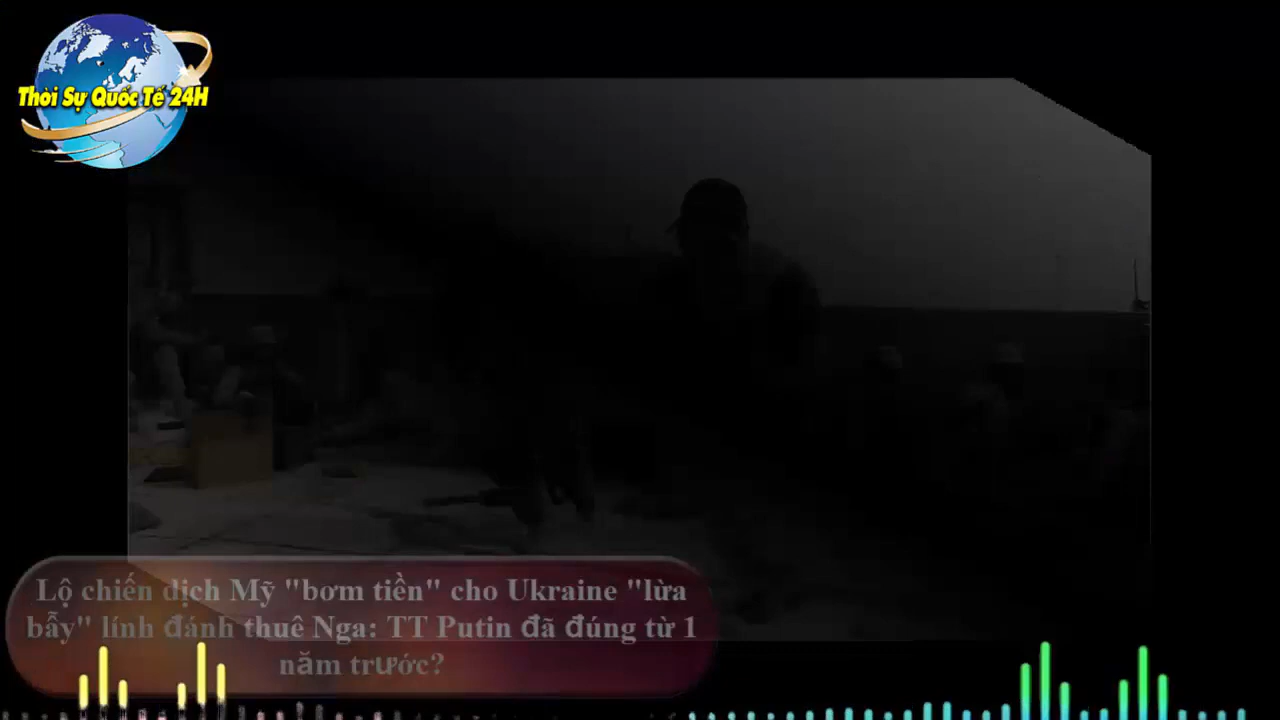 Thời Sự Quốc Tế 24H
Lộ chiến dịch Mỹ "bơm tiền" cho Ukraine "lừa
bẫy" lính đánh thuê Nga: TT Putin đã đúng từ 1
năm trước?